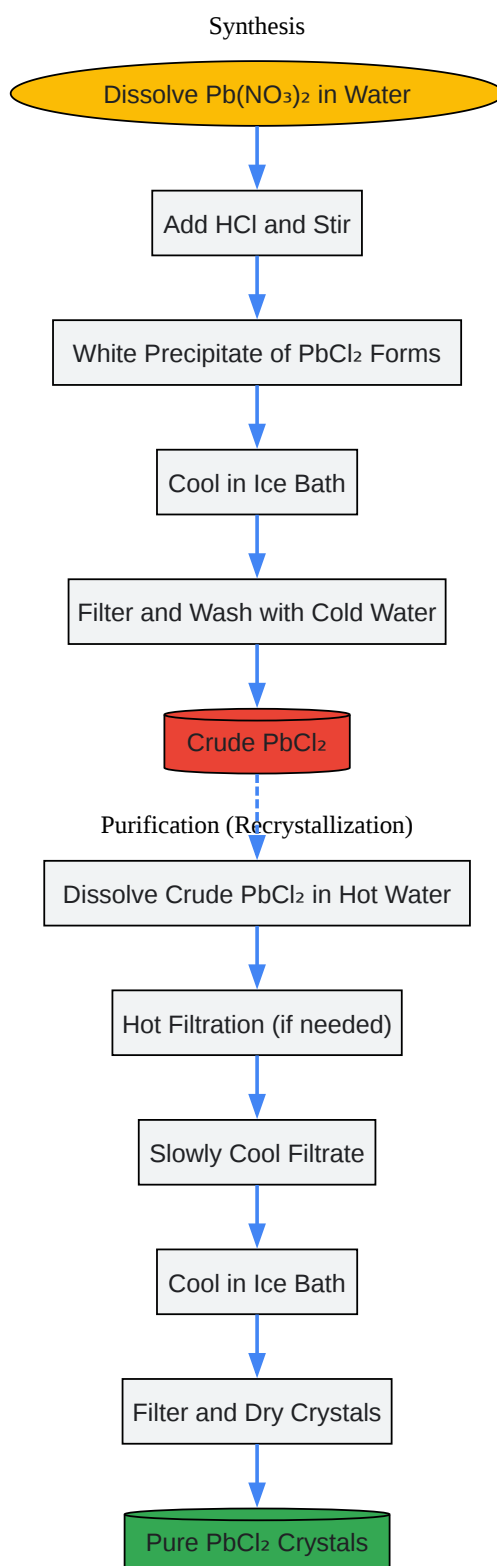 Synthesis
Dissolve Pb(NO₃)₂ in Water
Add HCl and Stir
White Precipitate of PbCl₂ Forms
Cool in Ice Bath
Filter and Wash with Cold Water
Crude PbCl₂
Purification (Recrystallization)
Dissolve Crude PbCl₂ in Hot Water
Hot Filtration (if needed)
Slowly Cool Filtrate
Cool in Ice Bath
Filter and Dry Crystals
Pure PbCl₂ Crystals